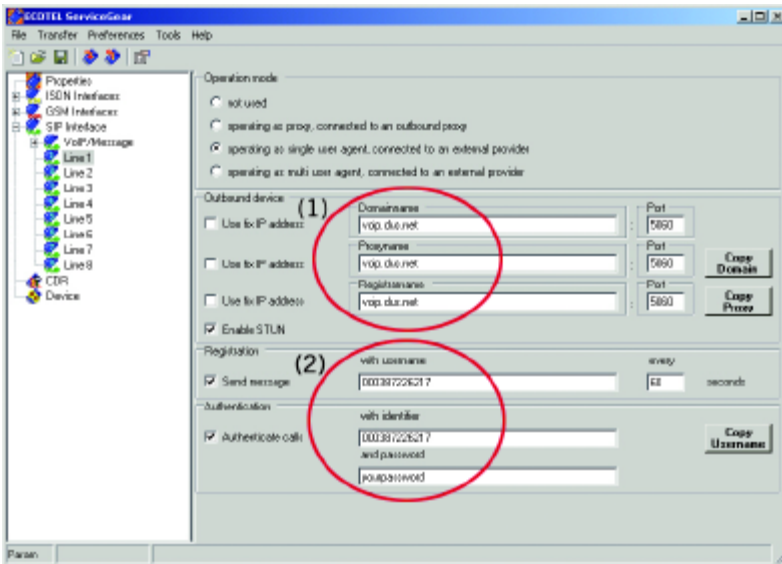 ECOTEL ServiceGear
File Transfer Preferences Tools Help
Properties
ISDN Interfaces
GSM Interfaces
SIP Interface
VoIP/Message
Line 1
Line 2
Line 3
Line 4
Line 5
Line 6
Line 7
Line 8
CDR
Device
Operation mode
not used
operating as proxy, connected to an outbound proxy
operating as single user agent, connected to an external provider
operating as multi user agent, connected to an external provider
Outbound device
(1)
Domainname
Port
Use fix IP address
voip.dus.net
:
5060
Proxyname
Port
Use fix IP address
voip.dus.net
:
5060
Copy Domain
Registrarname
Port
Use fix IP address
voip.dus.net
:
5060
Copy Proxy
Enable STUN
Registration
(2)
with username
every
Send message
000387226217
60
seconds
Authentication
with identifier
Authenticate calls
000387226217
Copy Username
and password
yourpassword
Param